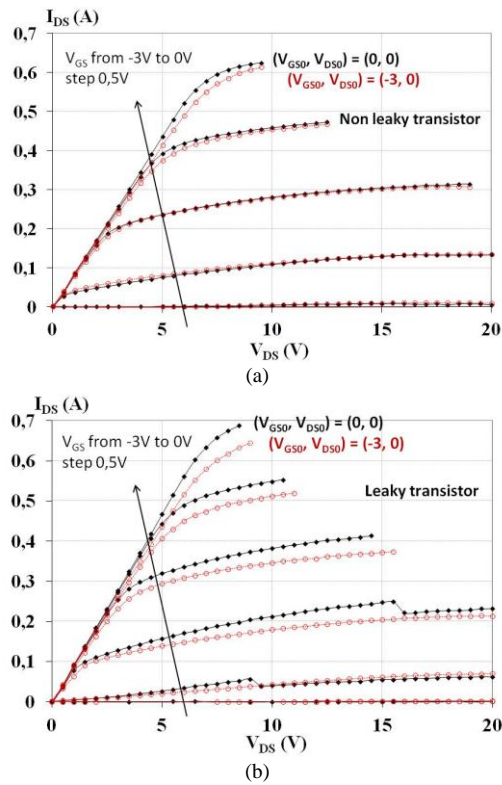 I_DS (A)
0,7
V_GS from -3V to 0V
step 0,5V
(V_GS0, V_DS0) = (0, 0)
(V_GS0, V_DS0) = (-3, 0)
0,6
0,5
Non leaky transistor
0,4
0,3
0,2
0,1
0
0 5 10 15 20
V_DS (V)
(a)
I_DS (A)
0,7
(V_GS0, V_DS0) = (0, 0)
V_GS from -3V to 0V
(V_GS0, V_DS0) = (-3, 0)
step 0,5V
0,6
0,5
Leaky transistor
0,4
0,3
0,2
0,1
0
0 5 10 15 20
V_DS (V)
(b)